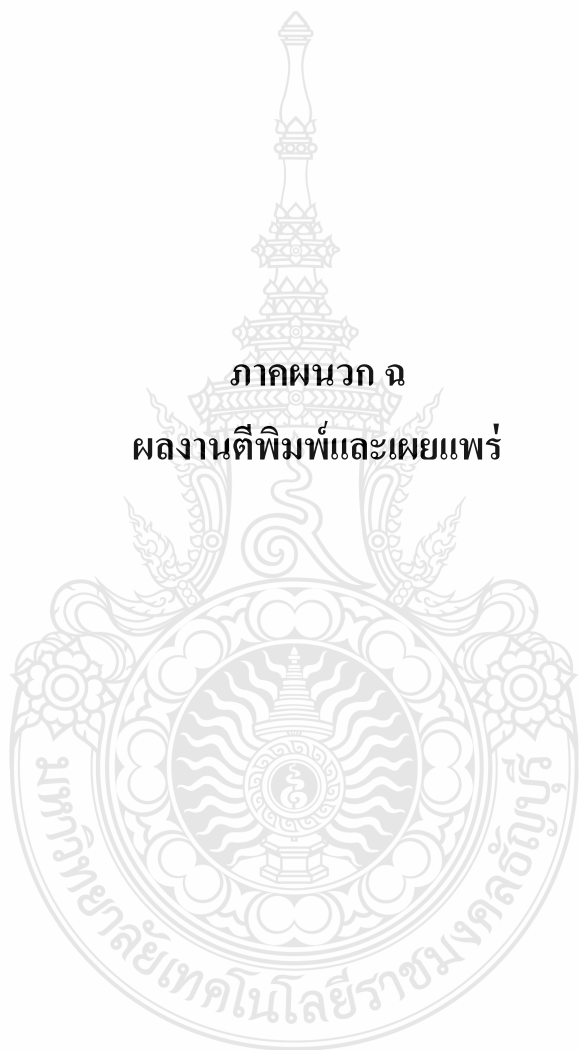 ภาคผนวก ฉ
ผลงานตีพิมพ์และเผยแพร่
มหาวิทยาลัยเทคโนโลยีราชมงคลธัญบุรี